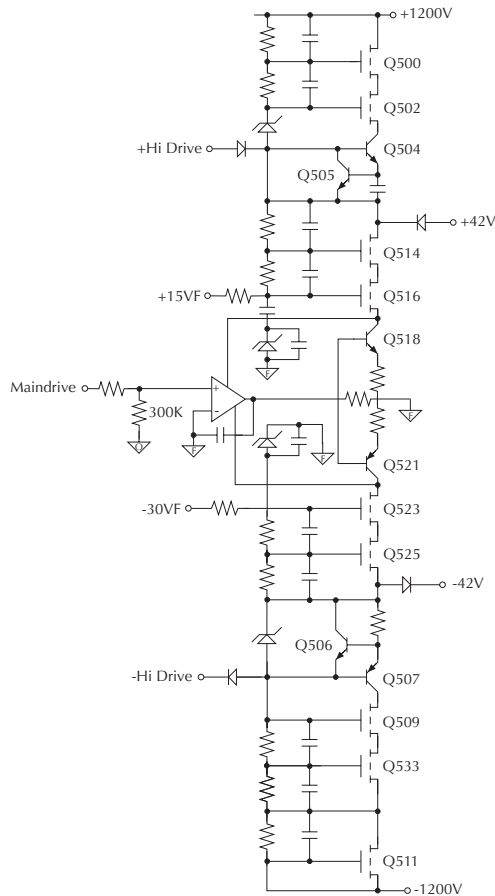 +1200V
Q500
Q502
+Hi Drive
Q504
Q505
+42V
Q514
+15VF
Q516
F
Q518
Maindrive
+
-
300K
O
F
F
F
Q521
-30VF
Q523
Q525
-42V
Q506
-Hi Drive
Q507
Q509
Q533
Q511
-1200V